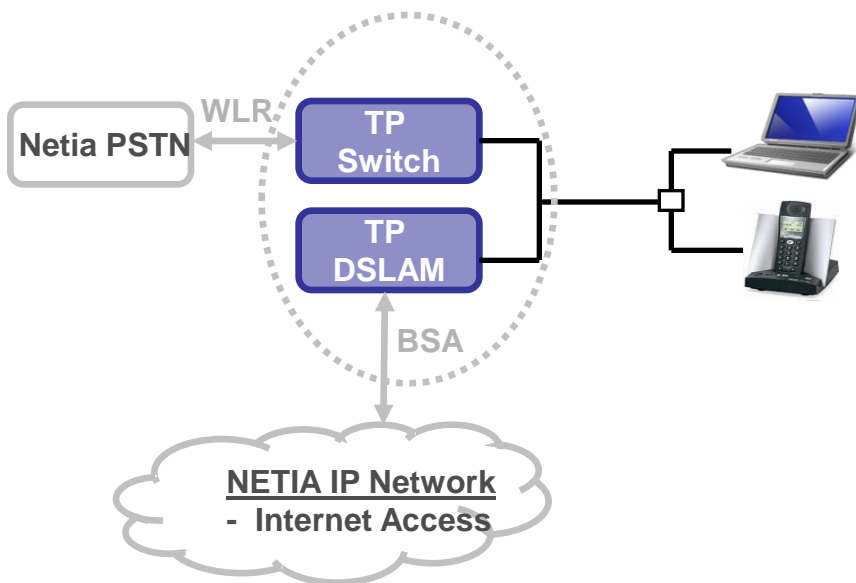 WLR
Netia PSTN
TP
Switch
TP
DSLAM
BSA
NETIA IP Network
- Internet Access